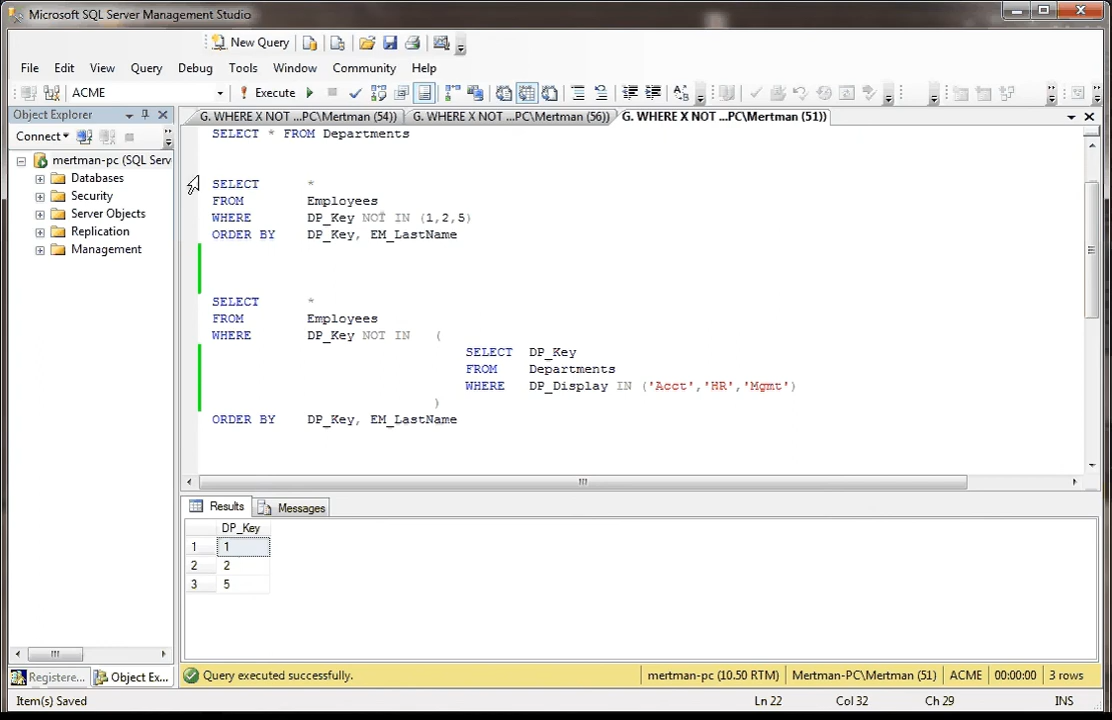 Microsoft SQL Server Management Studio
New Query
File Edit View Query Debug Tools Window Community Help
ACME Execute
Object Explorer
G. WHERE X NOT ...PC\Mertman (54)) G. WHERE X NOT ...PC\Mertman (56)) G. WHERE X NOT ...PC\Mertman (51))
Connect
mertman-pc (SQL Serv
Databases
Security
Server Objects
Replication
Management
SELECT * FROM Departments
SELECT *
FROM Employees
WHERE DP_Key NOT IN (1,2,5)
ORDER BY DP_Key, EM_LastName
SELECT *
FROM Employees
WHERE DP_Key NOT IN (
SELECT DP_Key
FROM Departments
WHERE DP_Display IN ('Acct','HR','Mgmt')
)
ORDER BY DP_Key, EM_LastName
Results Messages
DP_Key
1 1
2 2
3 5
Registere... Object Ex...
Query executed successfully. mertman-pc (10.50 RTM) Mertman-PC\Mertman (51) ACME 00:00:00 3 rows
Item(s) Saved Ln 22 Col 32 Ch 29 INS